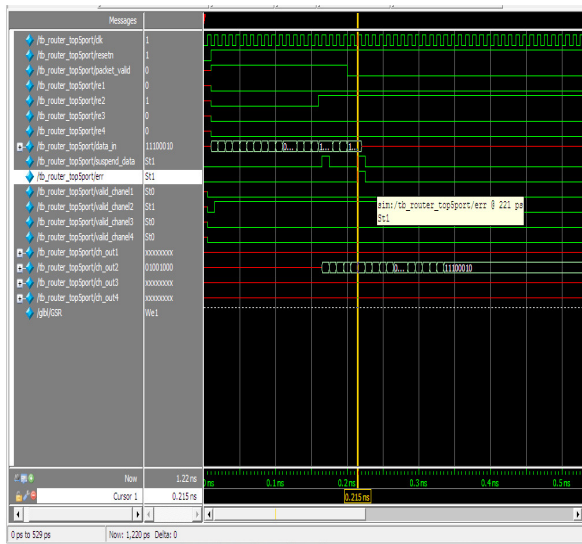 Messages
/tb_router_top5port/clk 1
/tb_router_top5port/resetn 1
/tb_router_top5port/packet_valid 0
/tb_router_top5port/re1 0
/tb_router_top5port/re2 1
/tb_router_top5port/re3 0
/tb_router_top5port/re4 0
/tb_router_top5port/data_in 11100010 0... 1... 1...
/tb_router_top5port/suspend_data St1
/tb_router_top5port/err St1
/tb_router_top5port/valid_chanel1 St0
/tb_router_top5port/valid_chanel2 St1
/tb_router_top5port/valid_chanel3 St0
/tb_router_top5port/valid_chanel4 St0
sim:/tb_router_top5port/err @ 221 ps
St1
/tb_router_top5port/ch_out1 xxxxxxxx
/tb_router_top5port/ch_out2 01001000 0... 11100010
/tb_router_top5port/ch_out3 xxxxxxxx
/tb_router_top5port/ch_out4 xxxxxxxx
/glbl/GSR We1
Now 1.22 ns 0.1 ns 0.3 ns 0.4 ns 0.5 ns
Cursor 1 0.215 ns 0.215 ns
0 ps to 529 ps Now: 1,220 ps Delta: 0